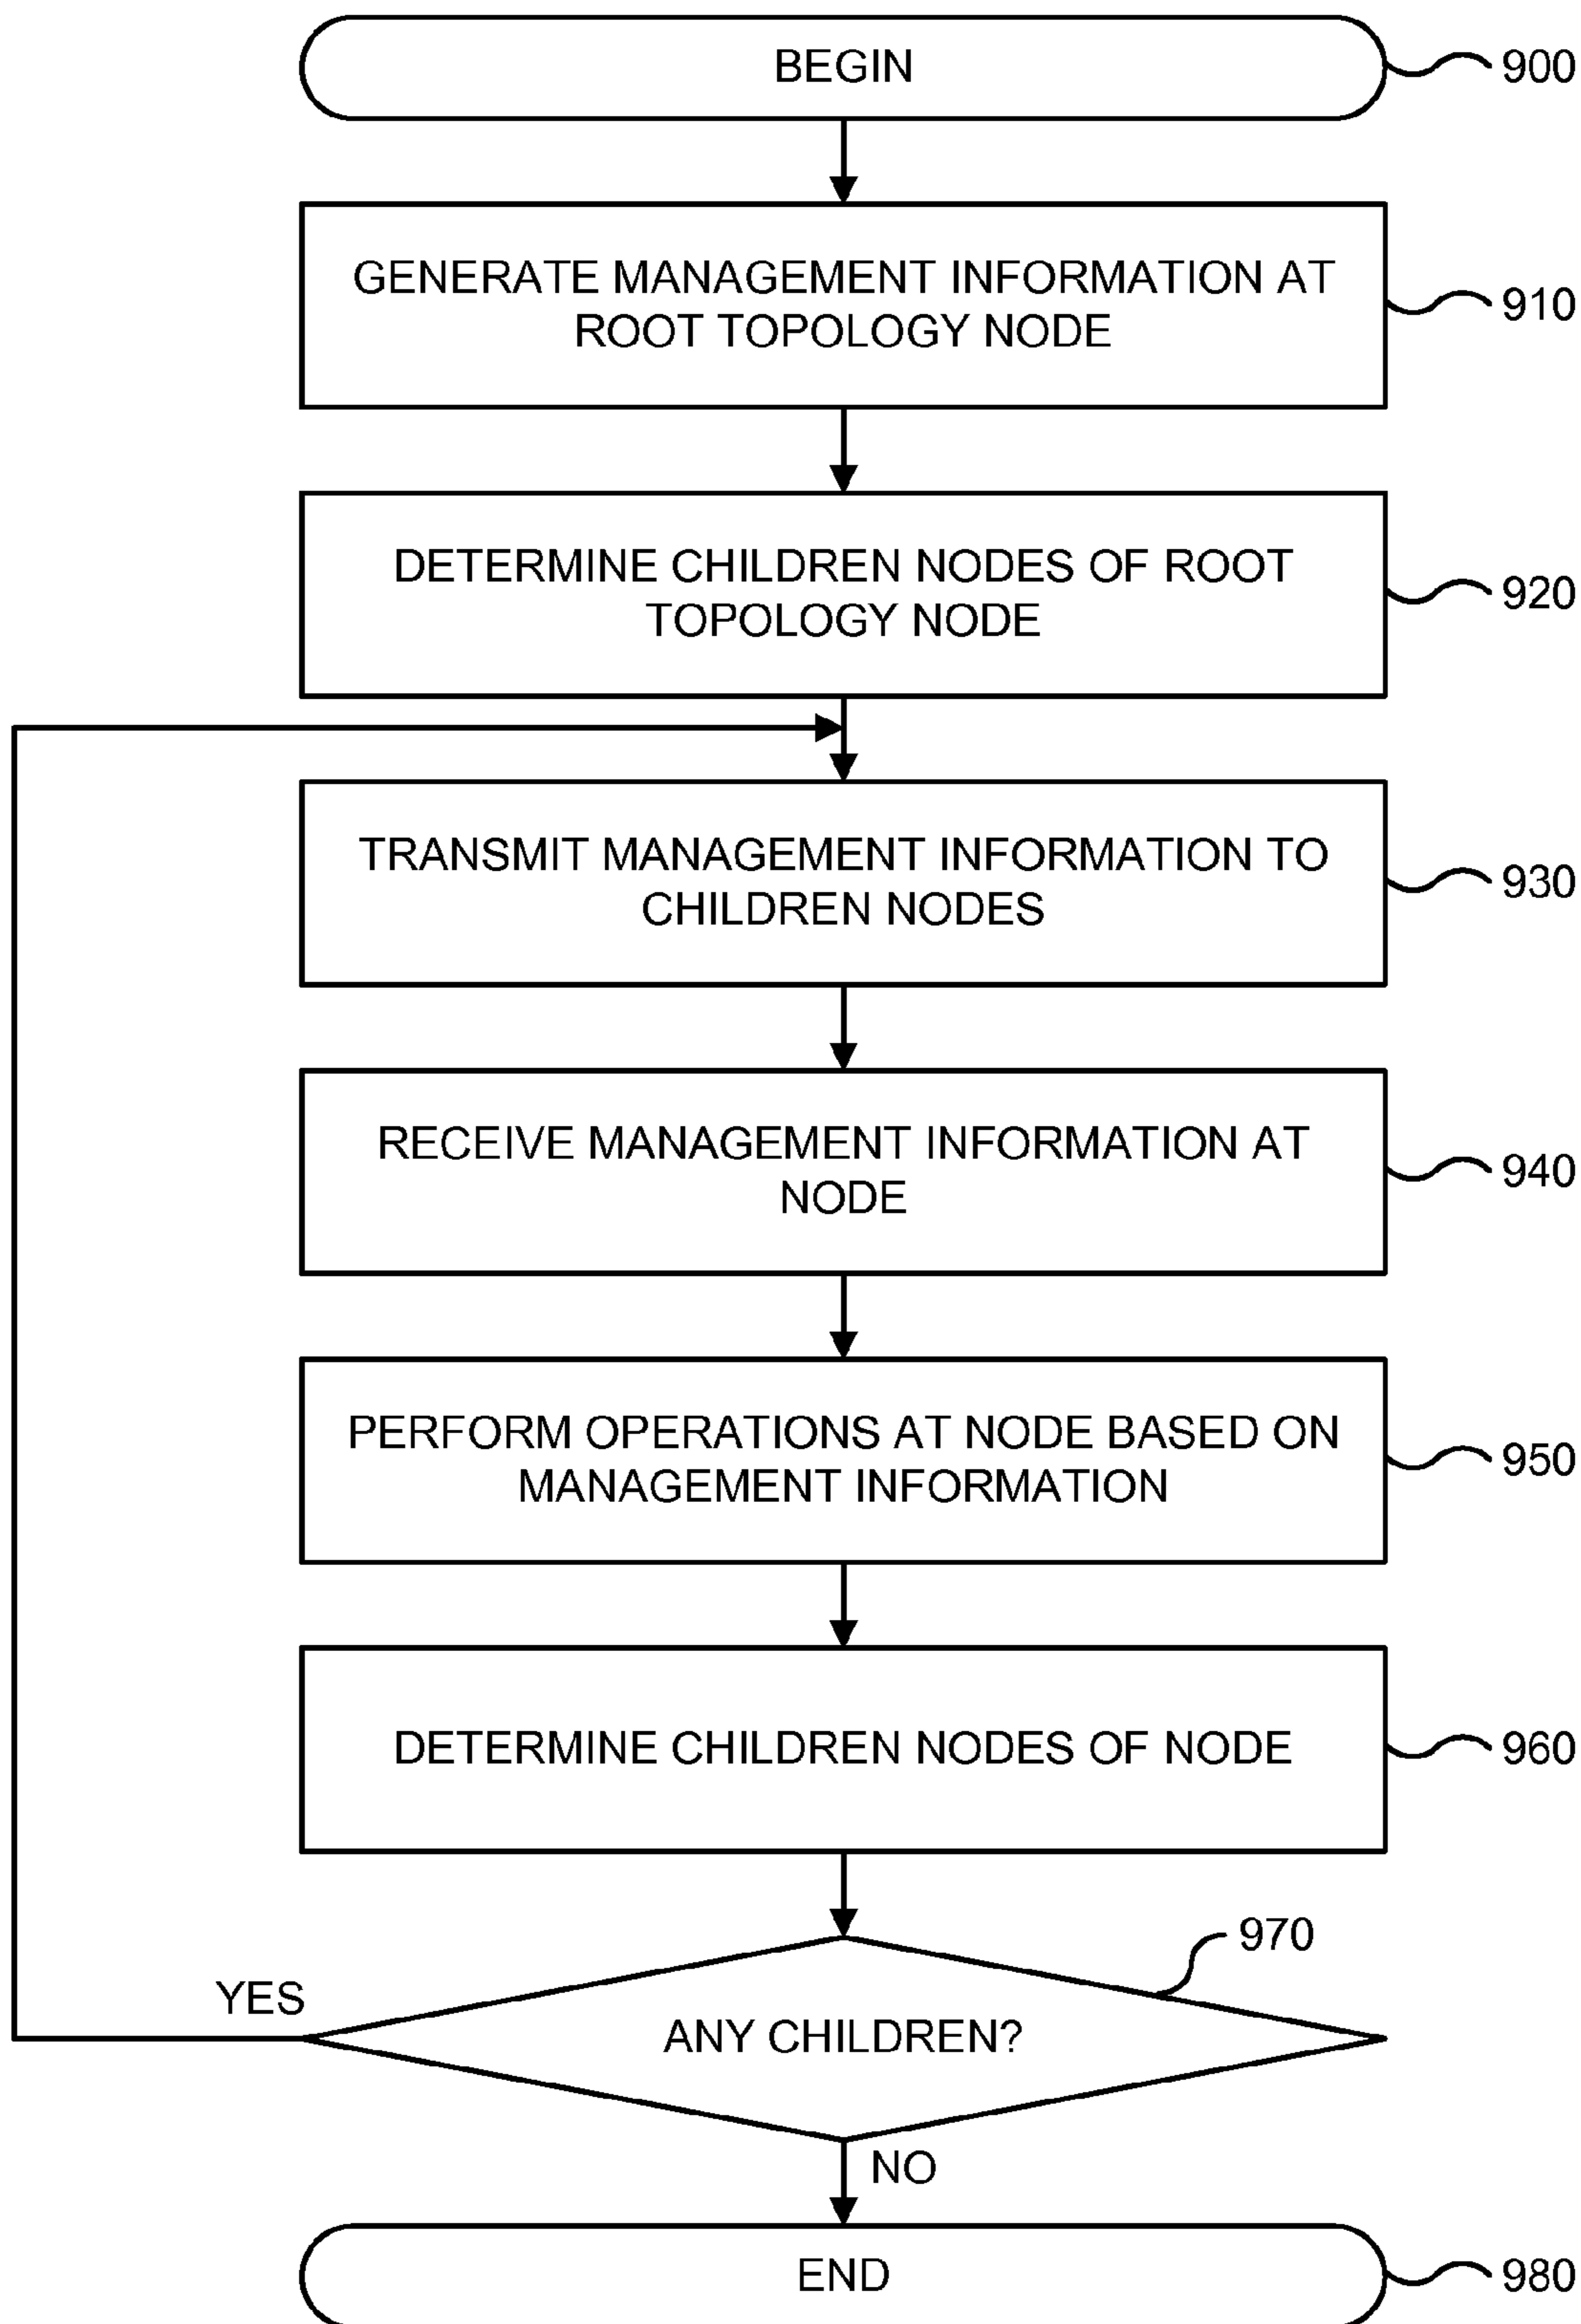 BEGIN
900
GENERATE MANAGEMENT INFORMATION AT
ROOT TOPOLOGY NODE
910
DETERMINE CHILDREN NODES OF ROOT
TOPOLOGY NODE
920
TRANSMIT MANAGEMENT INFORMATION TO
CHILDREN NODES
930
RECEIVE MANAGEMENT INFORMATION AT
NODE
940
PERFORM OPERATIONS AT NODE BASED ON
MANAGEMENT INFORMATION
950
DETERMINE CHILDREN NODES OF NODE
960
970
YES
ANY CHILDREN?
NO
END
980